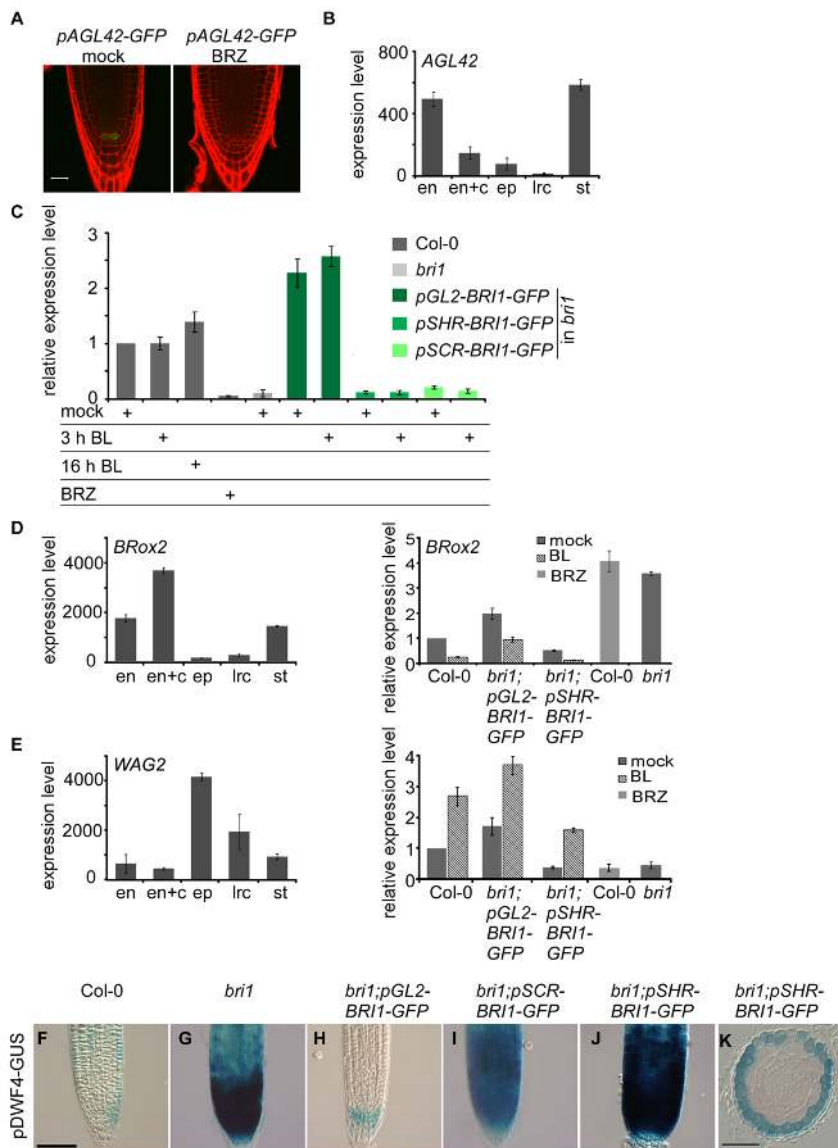 A
pAGL42-GFP pAGL42-GFP
mock BRZ
B
AGL42
expression level
800
400
0
en en+c ep lrc st
C
relative expression level
3
2
1
0
Col-0
bri1
pGL2-BRI1-GFP
pSHR-BRI1-GFP
pSCR-BRI1-GFP
in bri1
mock + + + + +
3 h BL + + + +
16 h BL +
BRZ +
D
BRox2
expression level
4000
2000
0
en en+c ep lrc st
BRox2
relative expression level
5
4
3
2
1
0
mock
BL
BRZ
Col-0 bri1; bri1; Col-0 bri1
pGL2- pSHR-
BRI1- BRI1-
GFP GFP
E
WAG2
expression level
4000
2000
0
en en+c ep lrc st
relative expression level
4
3
2
1
0
mock
BL
BRZ
Col-0 bri1; bri1; Col-0 bri1
pGL2- pSHR-
BRI1- BRI1-
GFP GFP
Col-0 bri1 bri1;pGL2- bri1;pSCR- bri1;pSHR- bri1;pSHR-
BRI1-GFP BRI1-GFP BRI1-GFP BRI1-GFP
pDWF4-GUS
F G H I J K